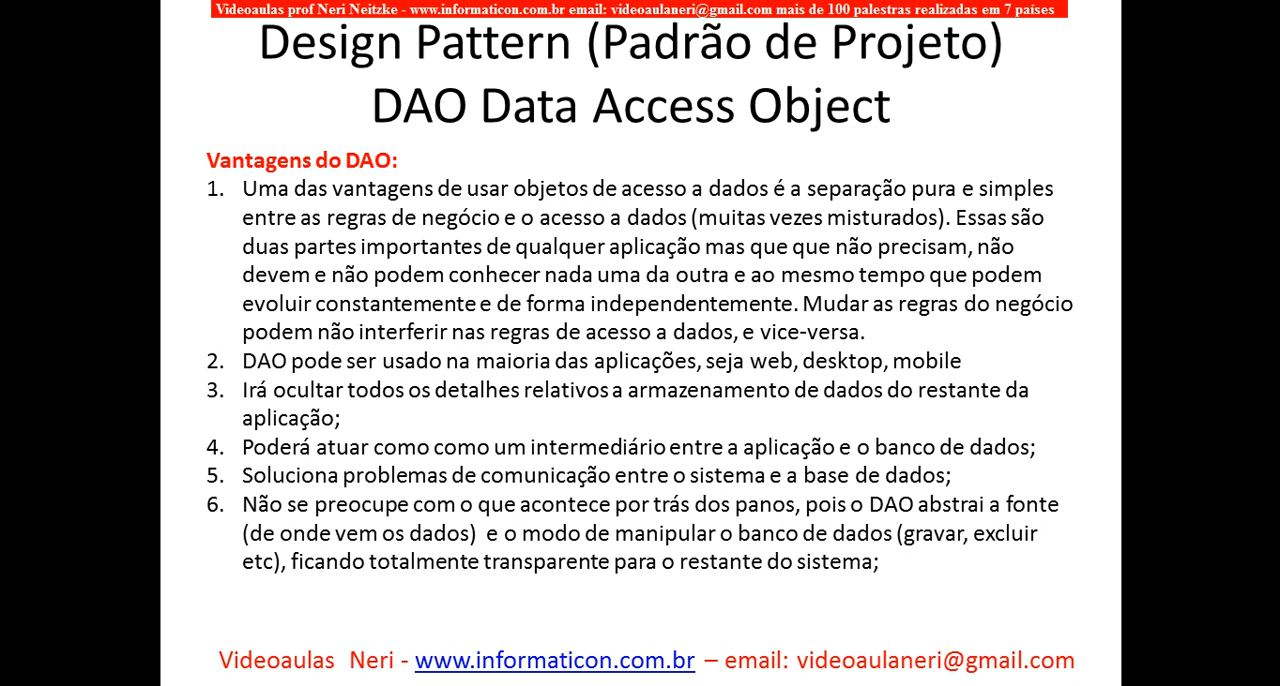 Videoaulas prof Neri Neitzke - www.informaticon.com.br email: videoaulaneri@gmail.com mais de 100 palestras realizadas em 7 países
Design Pattern (Padrão de Projeto)
DAO Data Access Object
Vantagens do DAO:
1. Uma das vantagens de usar objetos de acesso a dados é a separação pura e simples
entre as regras de negócio e o acesso a dados (muitas vezes misturados). Essas são
duas partes importantes de qualquer aplicação mas que que não precisam, não
devem e não podem conhecer nada uma da outra e ao mesmo tempo que podem
evoluir constantemente e de forma independentemente. Mudar as regras do negócio
podem não interferir nas regras de acesso a dados, e vice-versa.
2. DAO pode ser usado na maioria das aplicações, seja web, desktop, mobile
3. Irá ocultar todos os detalhes relativos a armazenamento de dados do restante da
aplicação;
4. Poderá atuar como como um intermediário entre a aplicação e o banco de dados;
5. Soluciona problemas de comunicação entre o sistema e a base de dados;
6. Não se preocupe com o que acontece por trás dos panos, pois o DAO abstrai a fonte
(de onde vem os dados) e o modo de manipular o banco de dados (gravar, excluir
etc), ficando totalmente transparente para o restante do sistema;
Videoaulas Neri - www.informaticon.com.br – email: videoaulaneri@gmail.com